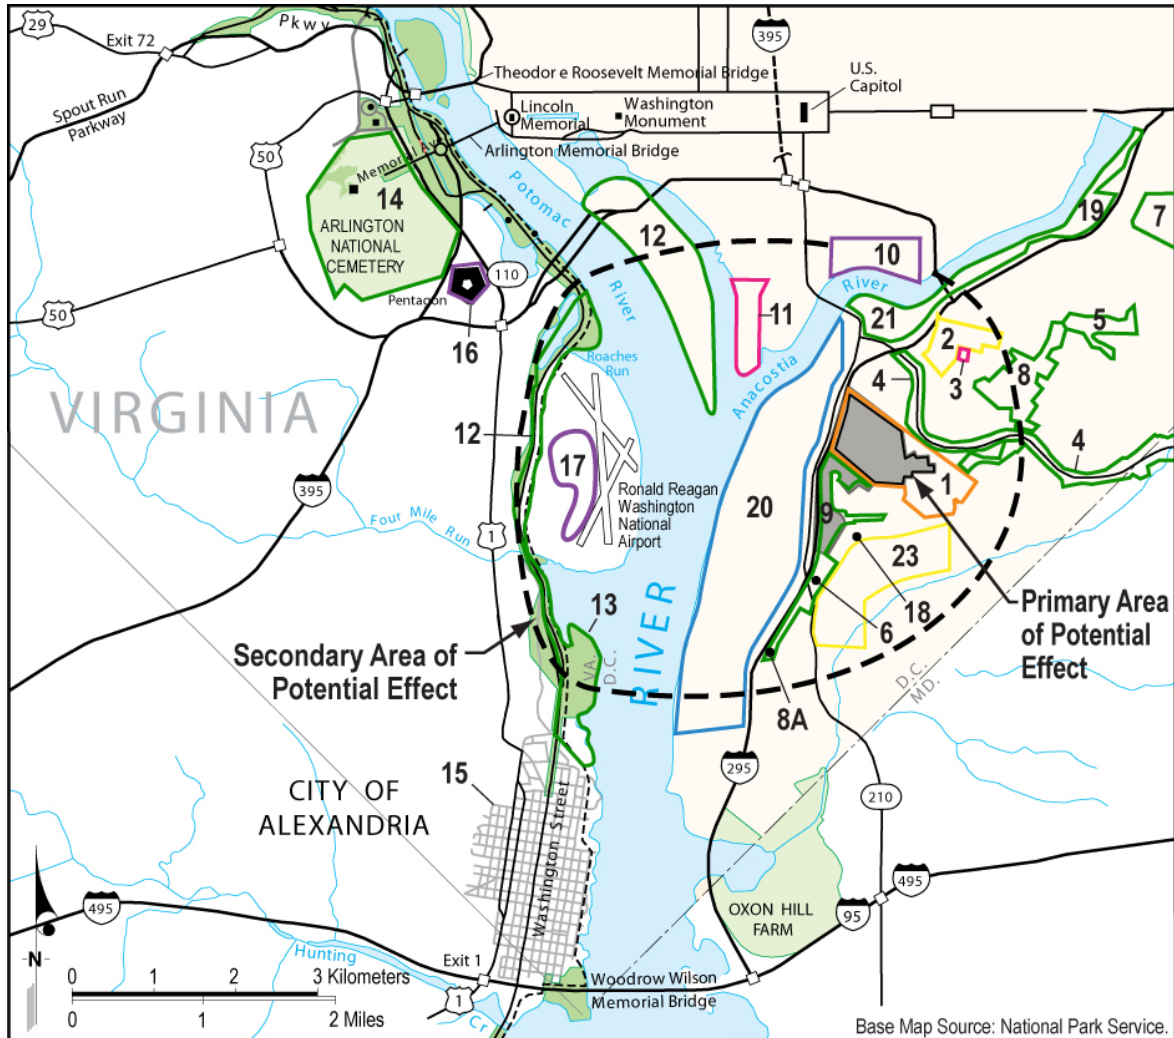 29
Exit 72
Pkwy
395
Theodor e Roosevelt Memorial Bridge
U.S.
Capitol
Spout Run
Parkway
Lincoln
Memorial
Washington
Monument
50
Memorial Av
Arlington Memorial Bridge
Potomac
River
14
ARLINGTON
NATIONAL
CEMETERY
12
10
19
7
River
110
Pentagon
50
16
11
21
2
5
3
8
Roaches
Run
Anacostia
4
VIRGINIA
12
17
4
1
395
Ronald Reagan
Washington
National
Airport
Four Mile Run
1
20
9
23
13
RIVER
6
18
Primary Area
of Potential
Effect
Secondary Area of
Potential Effect
VA.
D.C.
D.C.
MD.
8A
15
295
210
CITY OF
ALEXANDRIA
Washington Street
495
495
95
OXON HILL
FARM
Hunting
Cr
Exit 1
1
Woodrow Wilson
Memorial Bridge
N
0 1 2 3 Kilometers
0 1 2 Miles
Base Map Source: National Park Service.